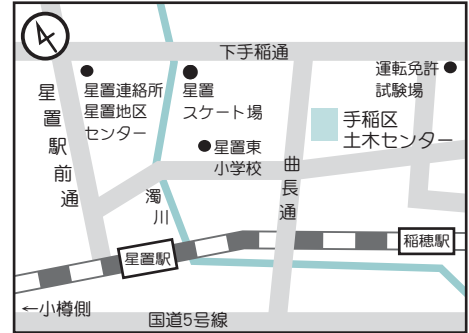 下手稲通
星置連絡所
星置地区
センター
星置
スケート場
運転免許
試験場
手稲区
土木センター
星置東
小学校
星置駅前通
曲長通
濁川
星置駅
稲穂駅
←小樽側
国道5号線